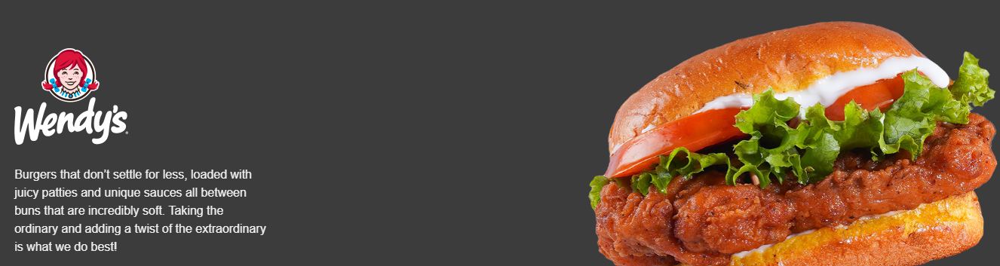 Wendy's
Burgers that don’t settle for less, loaded with
juicy patties and unique sauces all between
buns that are incredibly soft. Taking the
ordinary and adding a twist of the extraordinary
is what we do best!